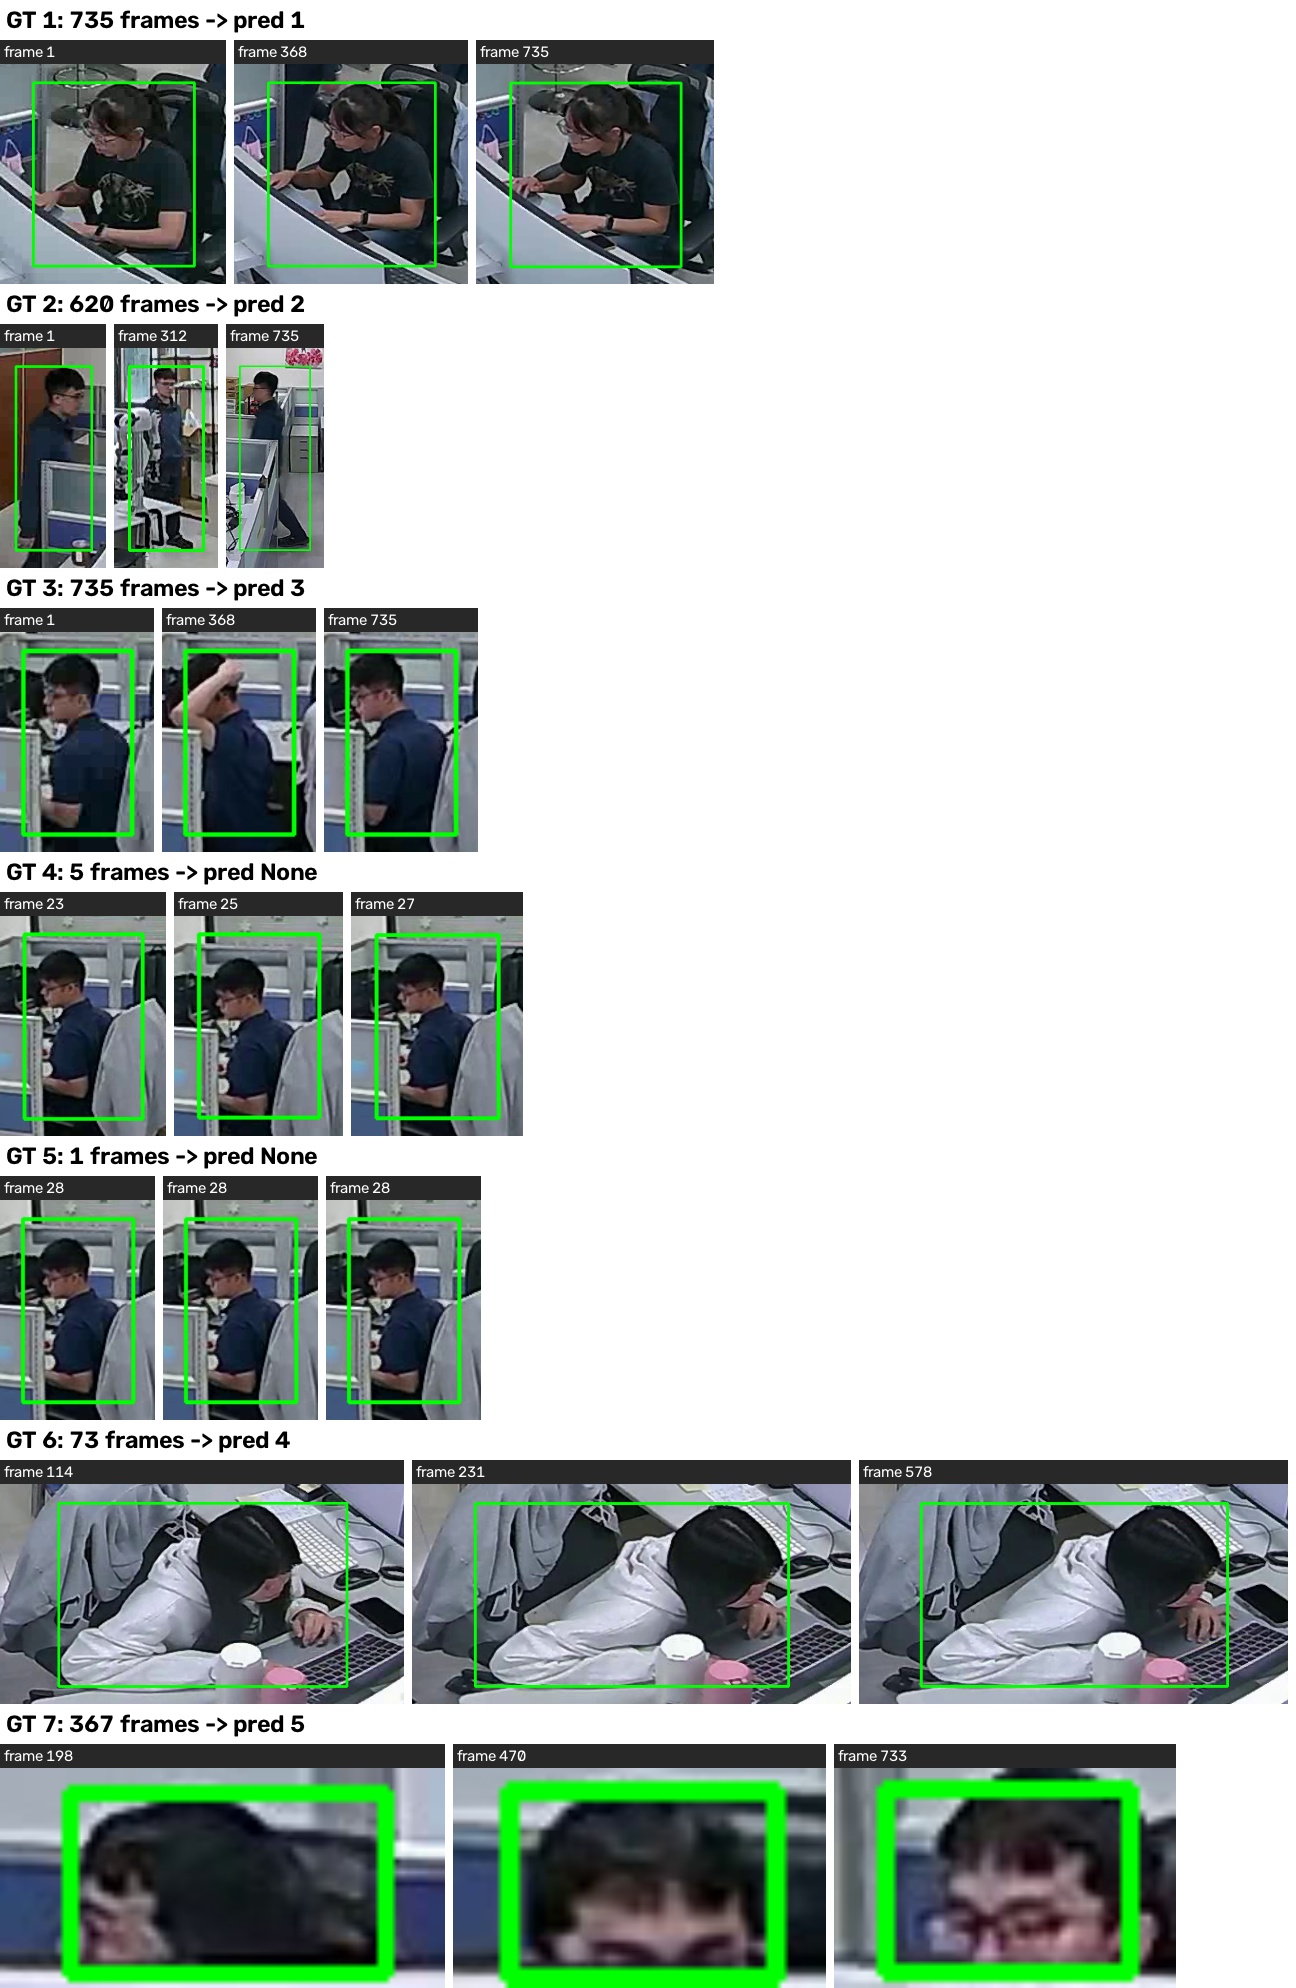 GT 1: 735 frames -> pred 1
frame 1
frame 368
frame 735
GT 2: 620 frames -> pred 2
frame 1
frame 312
frame 735
GT 3: 735 frames -> pred 3
frame 1
frame 368
frame 735
GT 4: 5 frames -> pred None
frame 23
frame 25
frame 27
GT 5: 1 frames -> pred None
frame 28
frame 28
frame 28
GT 6: 73 frames -> pred 4
frame 114
frame 231
frame 578
GT 7: 367 frames -> pred 5
frame 198
frame 470
frame 733